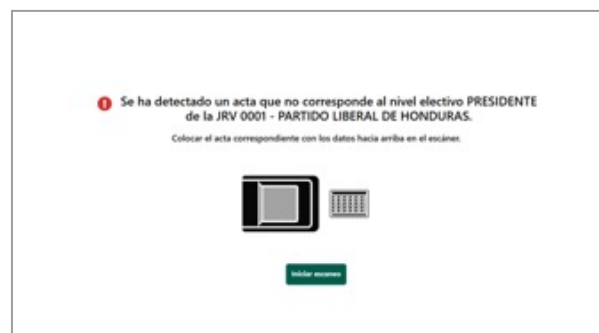 Se ha detectado un acta que no corresponde al nivel electivo PRESIDENTE
de la JRV 0001 - PARTIDO LIBERAL DE HONDURAS.
Colocar el acta correspondiente con los datos hacia arriba en el escáner.
Iniciar escaneo